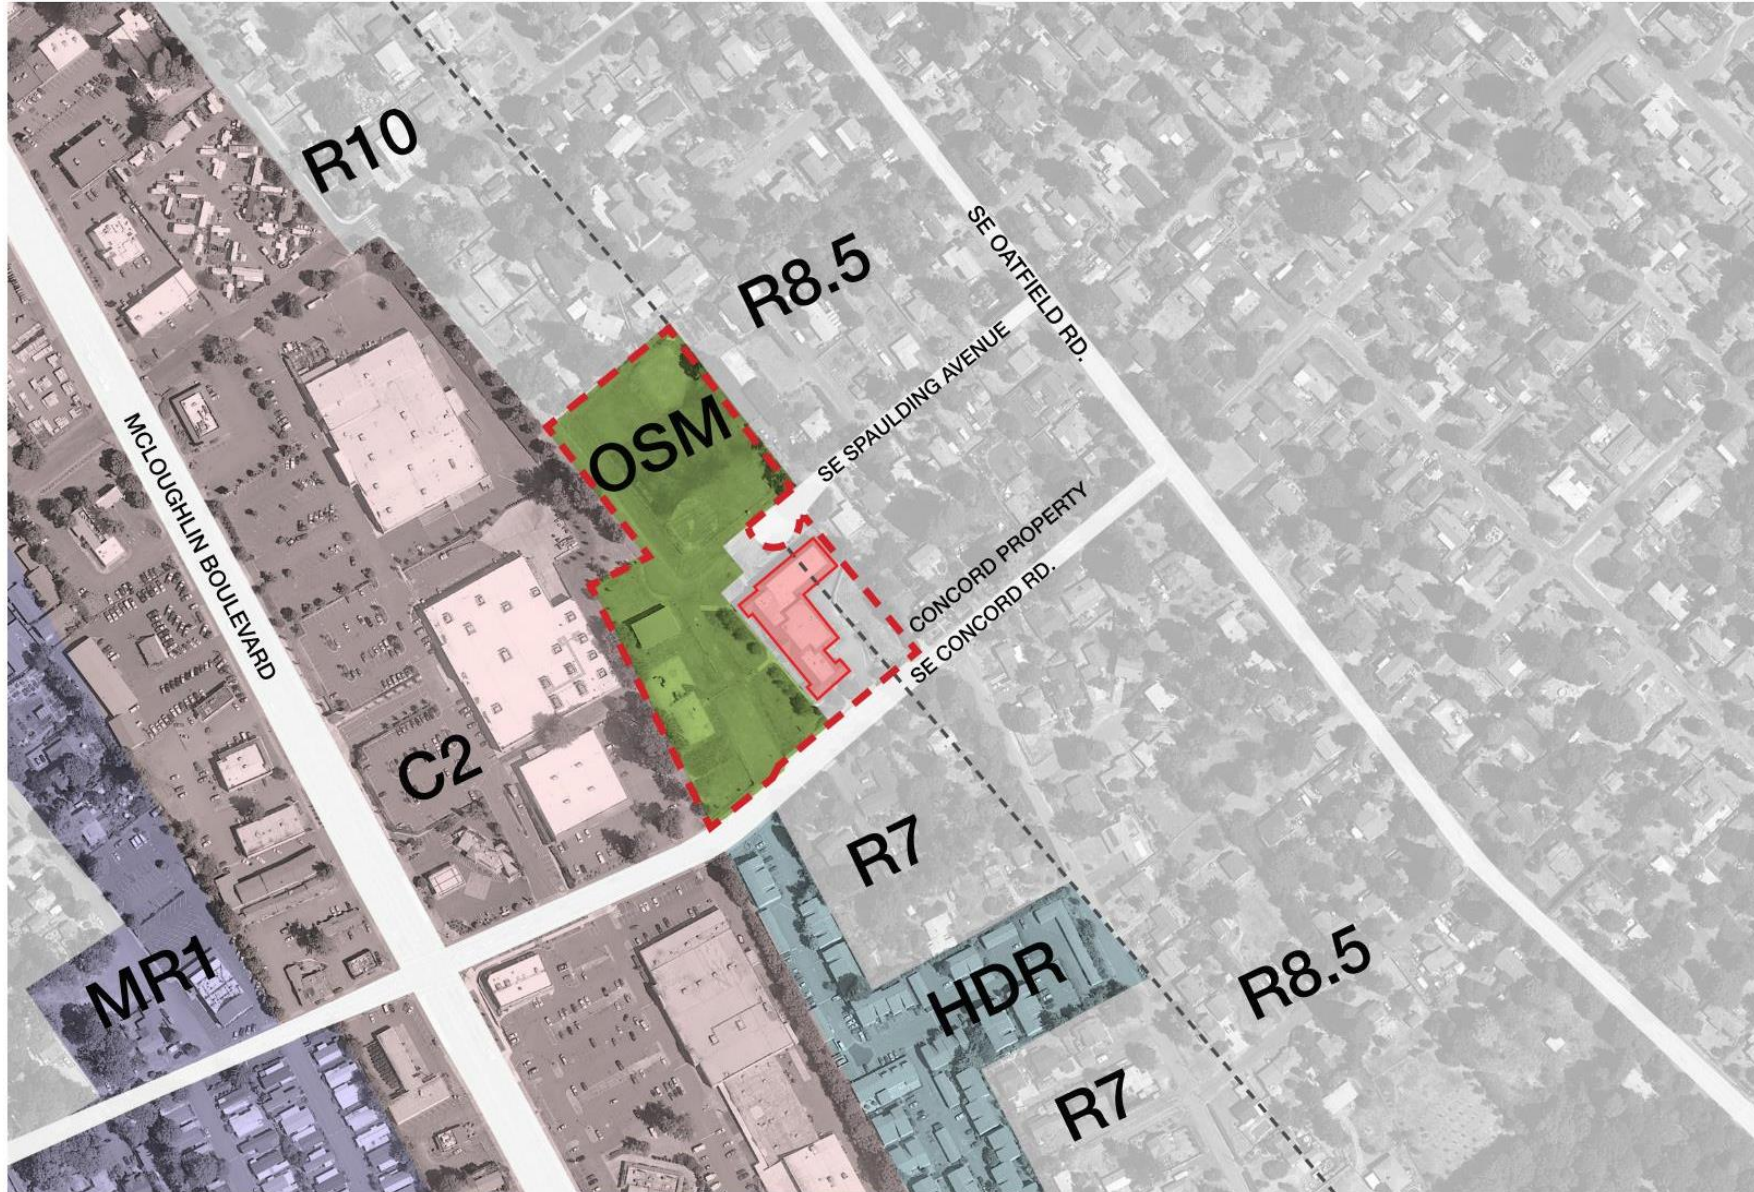 R10
R8.5
SE OATFIELD RD.
OSM
SE SPAULDING AVENUE
MCLOUGHLIN BOULEVARD
CONCORD PROPERTY
SE CONCORD RD.
C2
R7
MR1
HDR
R8.5
R7